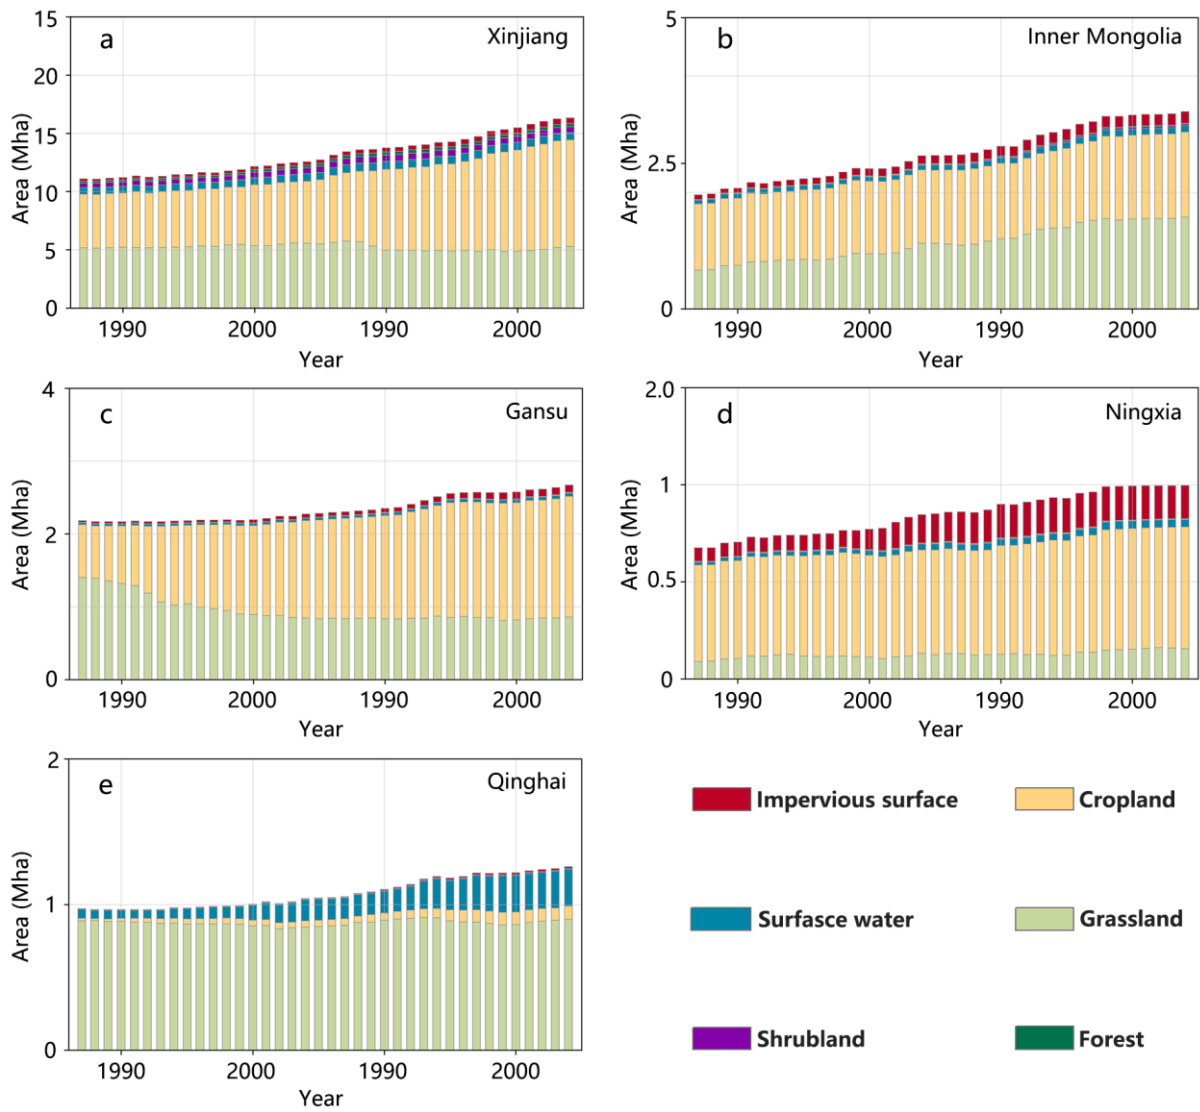 a
Xinjiang
15
20
15
10
5
0
Area (Mha)
1990
2000
1990
2000
Year
b
Inner Mongolia
5
2.5
0
Area (Mha)
1990
2000
1990
2000
Year
c
Gansu
4
2
0
Area (Mha)
1990
2000
1990
2000
Year
d
Ningxia
2.0
1
0.5
0
Area (Mha)
1990
2000
1990
2000
Year
e
Qinghai
2
1
0
Area (Mha)
1990
2000
1990
2000
Year
Impervious surface
Cropland
Surfasce water
Grassland
Shrubland
Forest